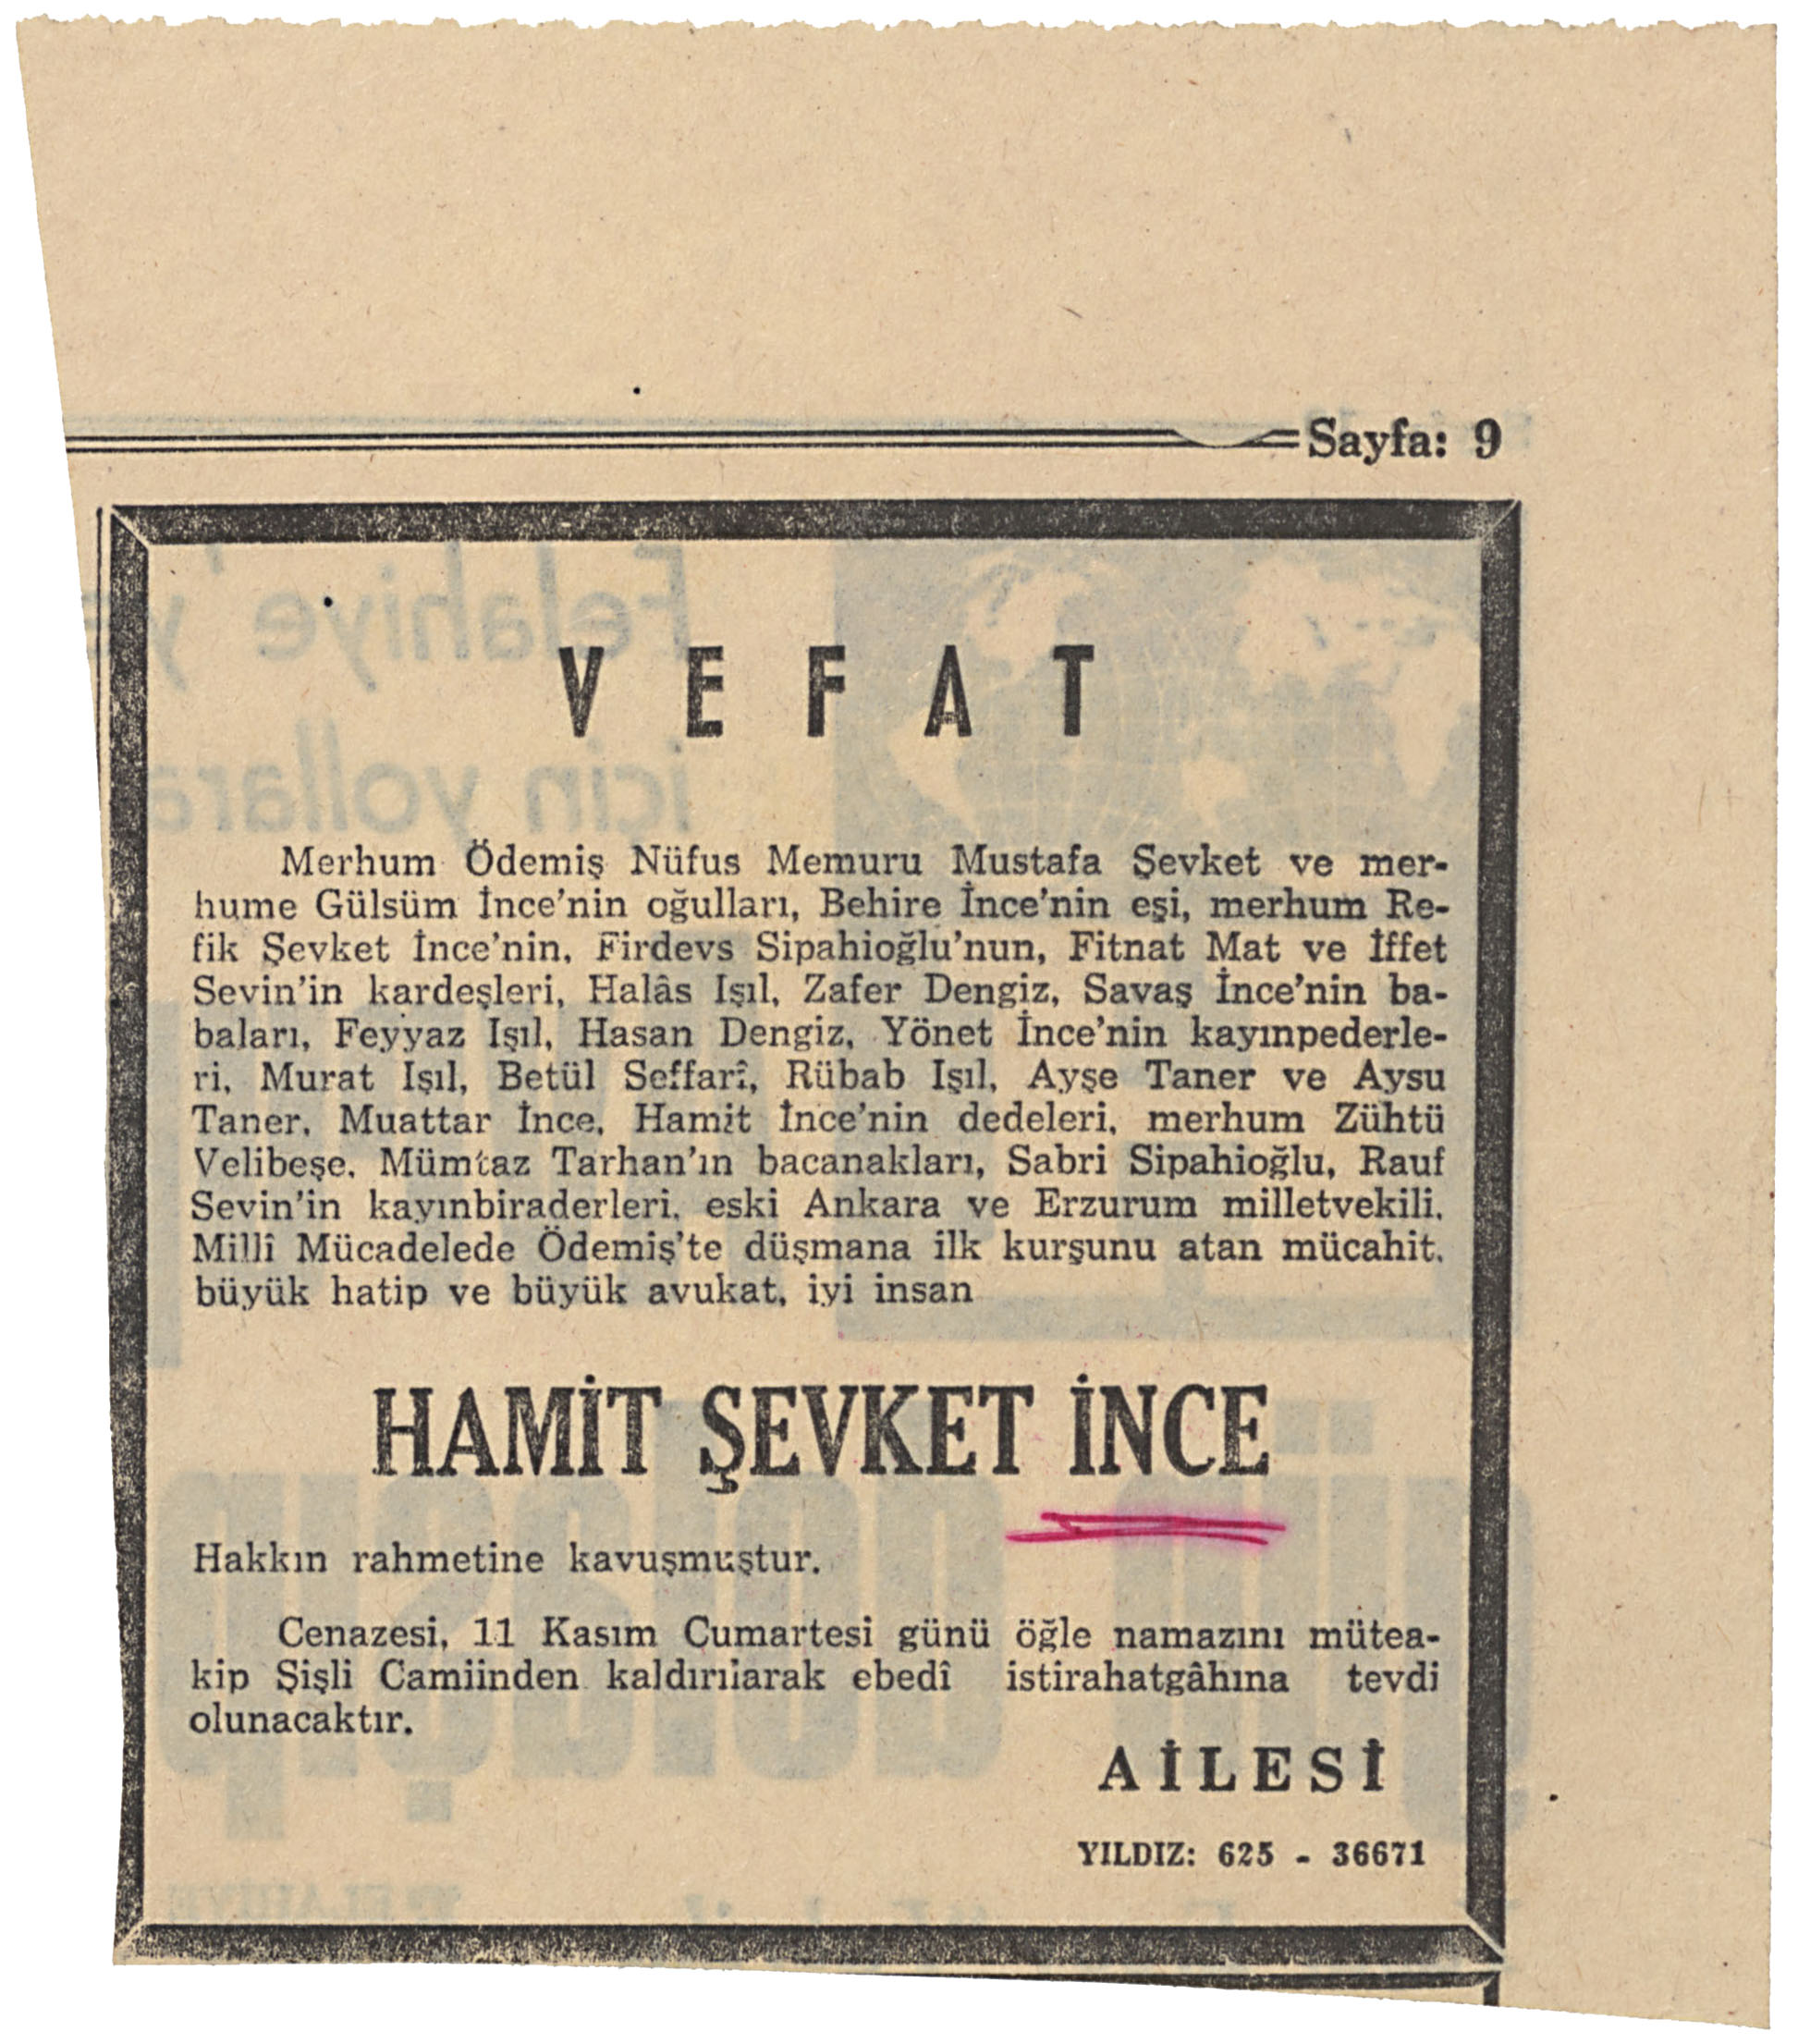 Sayfa: 9
VEFAT
Merhum Ödemiş Nüfus Memuru Mustafa Şevket ve mer-
hume Gülsüm İnce'nin oğulları, Behire İnce'nin eşi, merhum Re-
fik Şevket İnce'nin, Firdevs Sipahioğlu'nun, Fitnat Mat ve İffet
Sevin'in kardeşleri, Halâs Işıl, Zafer Dengiz, Savaş İnce'nin ba-
baları, Feyyaz Işıl, Hasan Dengiz, Yönet İnce'nin kayınpederle-
ri, Murat Işıl, Betül Seffarî, Rübab Işıl, Ayşe Taner ve Aysu
Taner, Muattar İnce, Hamit İnce'nin dedeleri, merhum Zühtü
Velibeşe, Mümtaz Tarhan'ın bacanakları, Sabri Sipahioğlu, Rauf
Sevin'in kayınbiraderleri, eski Ankara ve Erzurum milletvekili,
Millî Mücadelede Ödemiş'te düşmana ilk kurşunu atan mücahit,
büyük hatip ve büyük avukat, iyi insan
HAMİT ŞEVKET İNCE
Hakkın rahmetine kavuşmuştur.
Cenazesi, 11 Kasım Cumartesi günü öğle namazını mütea-
kip Şişli Camiinden kaldırılarak ebedî istirahatgâhına tevdi
olunacaktır.
AİLESİ
YILDIZ: 625 - 36671